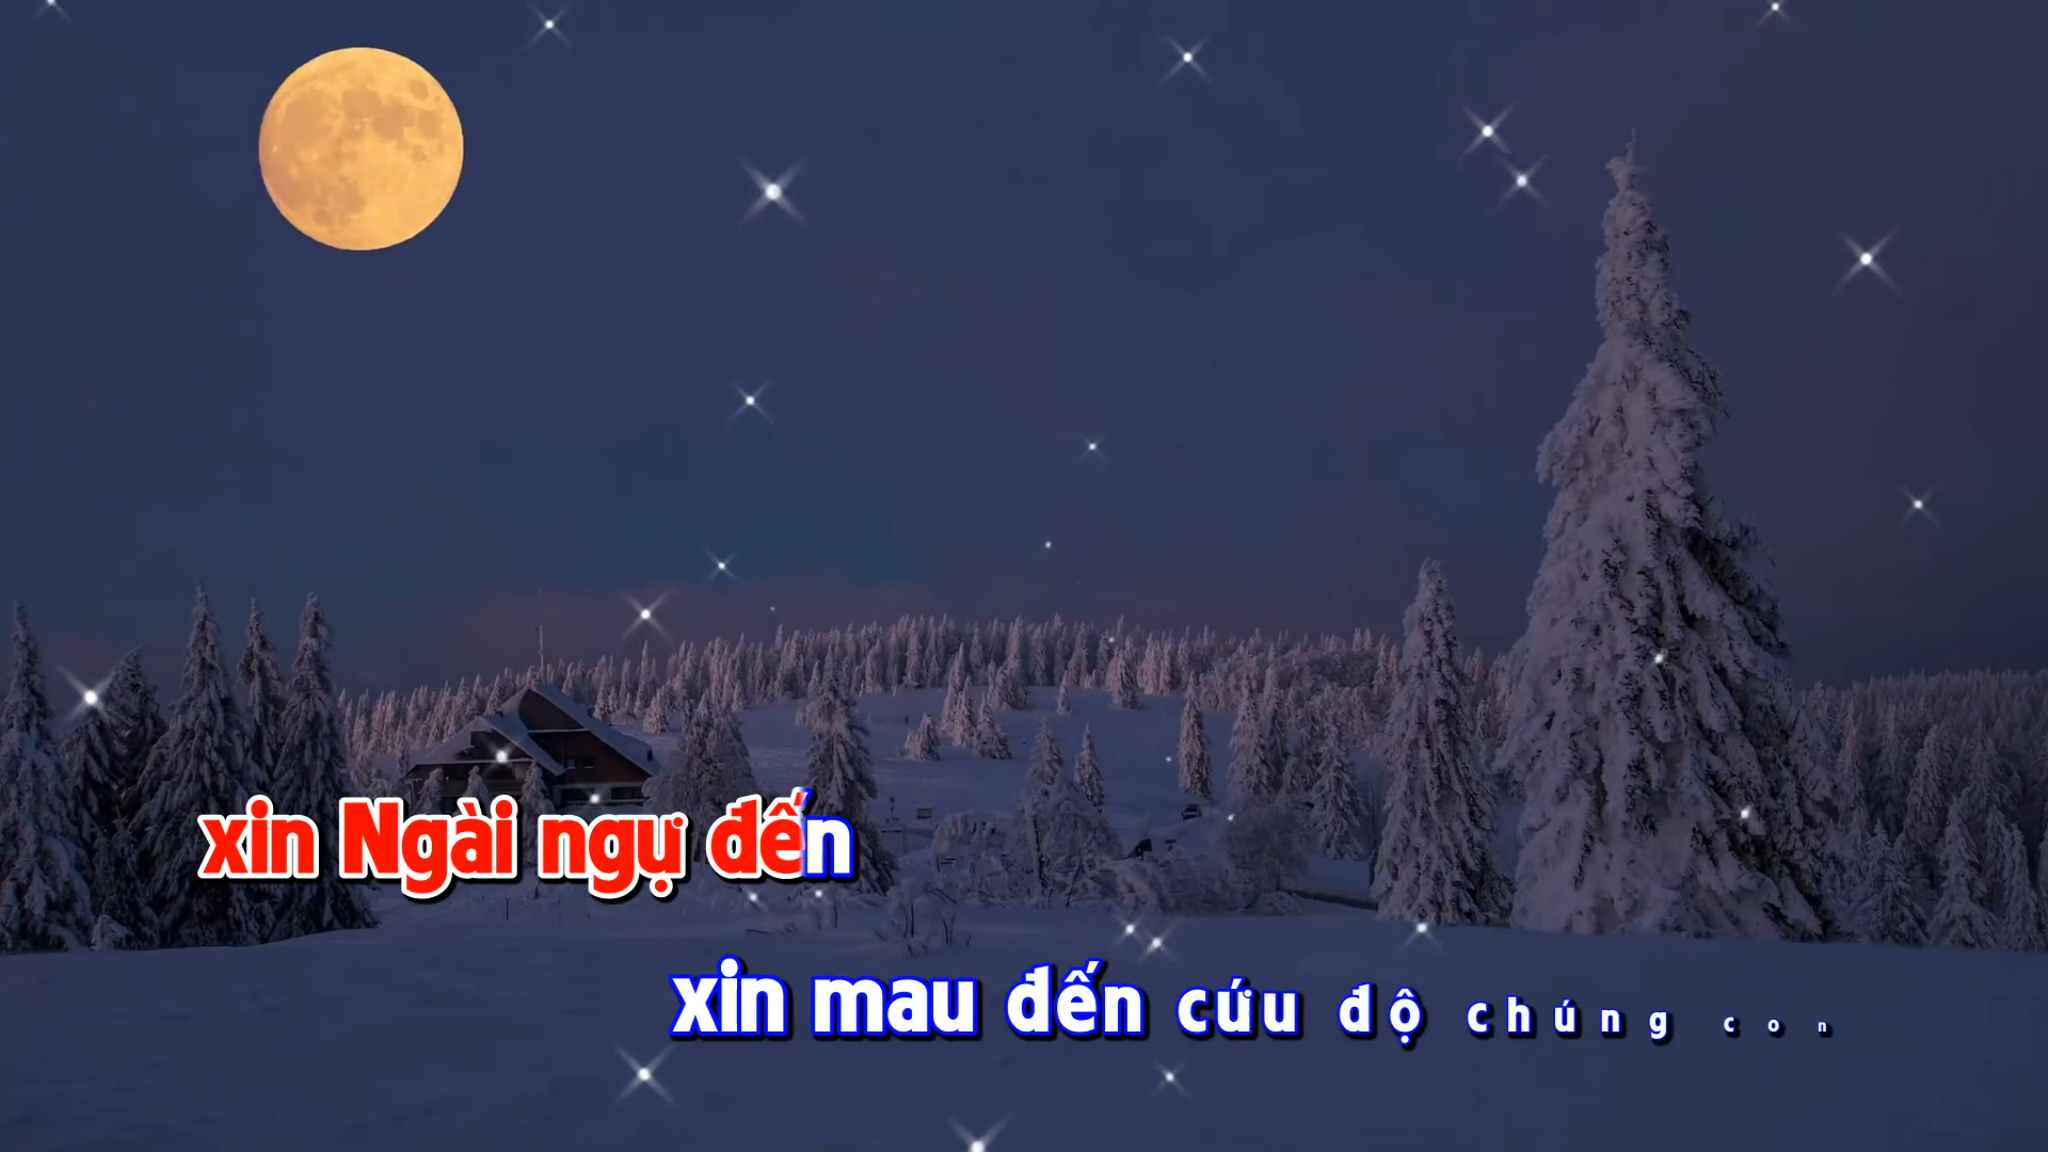 xin Ngài ngự đến
xin mau đến cứu độ chúng con